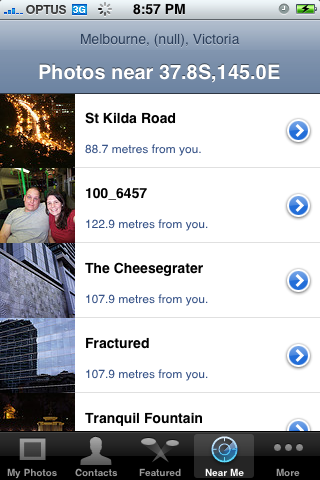 OPTUS 3G 8:57 PM
Melbourne, (null), Victoria
Photos near 37.8S,145.0E
St Kilda Road
88.7 metres from you.
100_6457
122.9 metres from you.
The Cheesegrater
107.9 metres from you.
Fractured
107.9 metres from you.
Tranquil Fountain
My Photos Contacts Featured Near Me More